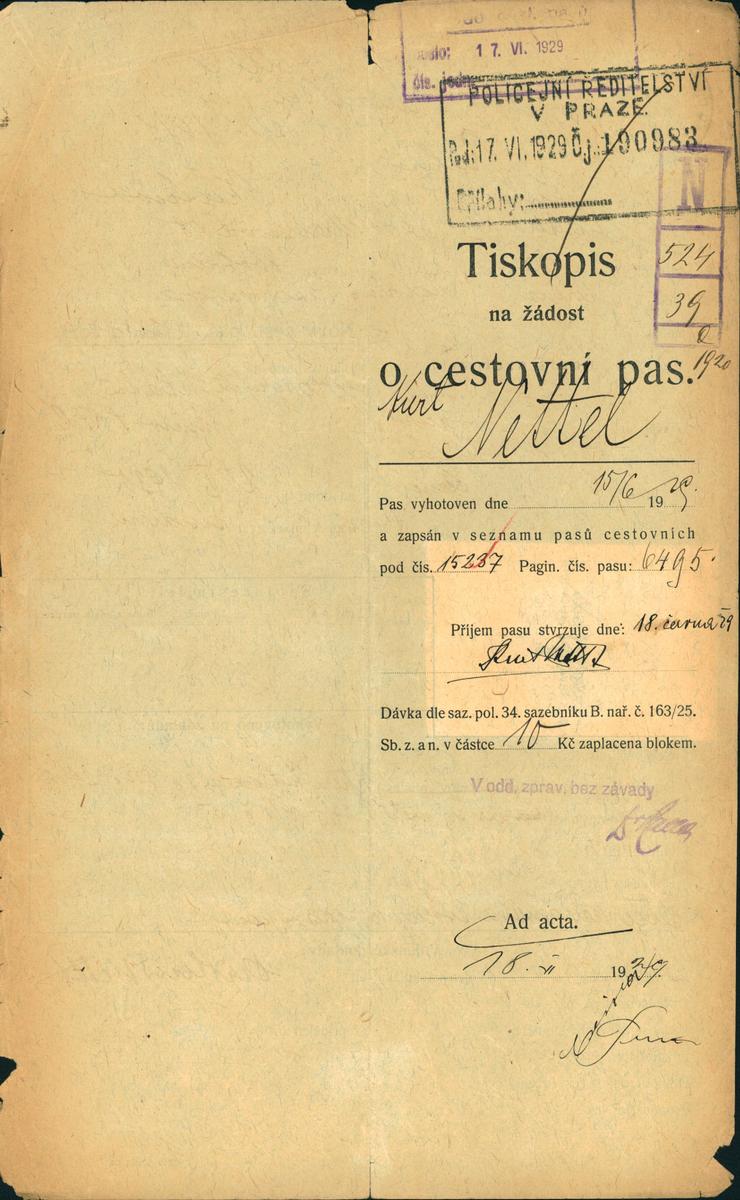 17. VI. 1929
čís. jedn.
POLICEJNÍ ŘEDITELSTVÍ
V PRAZE.
17. VI. 1929 Čj. 190983
Přílohy:
N
524
39
1920
Tiskopis
na žádost
o cestovní pas.
Kurt Nettel
Pas vyhotoven dne 15/6 1929.
a zapsán v seznamu pasů cestovních
pod čís. 15237 Pagin. čís. pasu: 6495.
Příjem pasu stvrzuje dne: 18. června 29
Dávka dle saz. pol. 34. sazebníku B. nař. č. 163/25.
Sb. z. a n. v částce 10 Kč zaplacena blokem.
V odd. zprav. bez závady
Ad acta.
18. VI 1929.